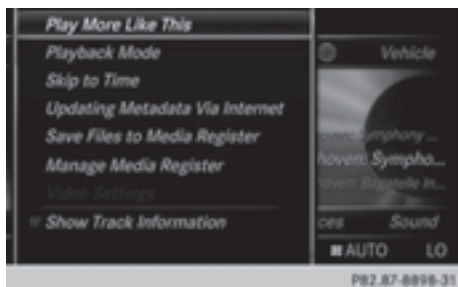 Play More Like This
Playback Mode
Vehicle
Skip to Time
Updating Metadata Via Internet
Save Files to Media Register
Symphony ...
Manage Media Register
hoven: Sympho...
Video Settings
Show Track Information
ces Sound
AUTO LO
P82.87-8898-31